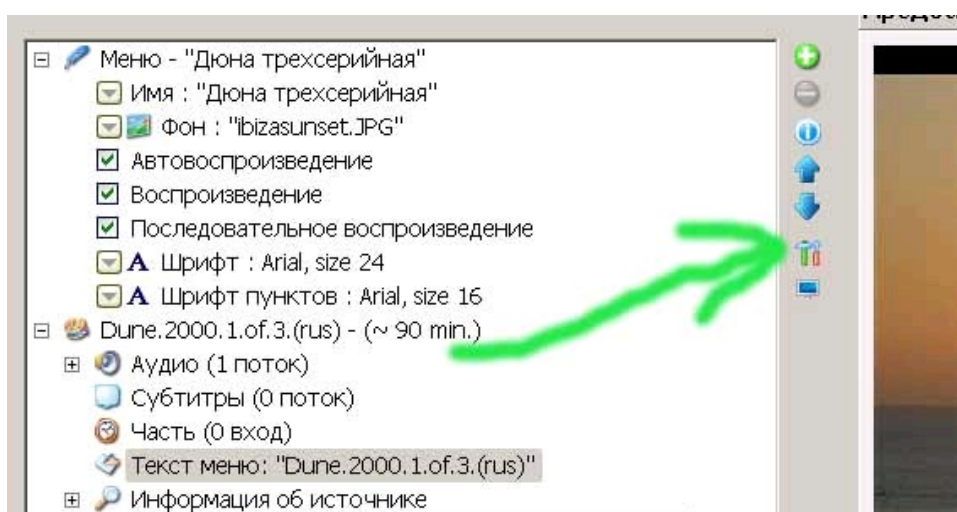 Меню - "Дюна трехсерийная"
Имя : "Дюна трехсерийная"
Фон : "ibizasunset.JPG"
Автовоспроизведение
Воспроизведение
Последовательное воспроизведение
A Шрифт : Arial, size 24
A Шрифт пунктов : Arial, size 16
Dune.2000.1.of.3.(rus) - (~ 90 min.)
Аудио (1 поток)
Субтитры (0 поток)
Часть (0 вход)
Текст меню: "Dune.2000.1.of.3.(rus)"
Информация об источнике